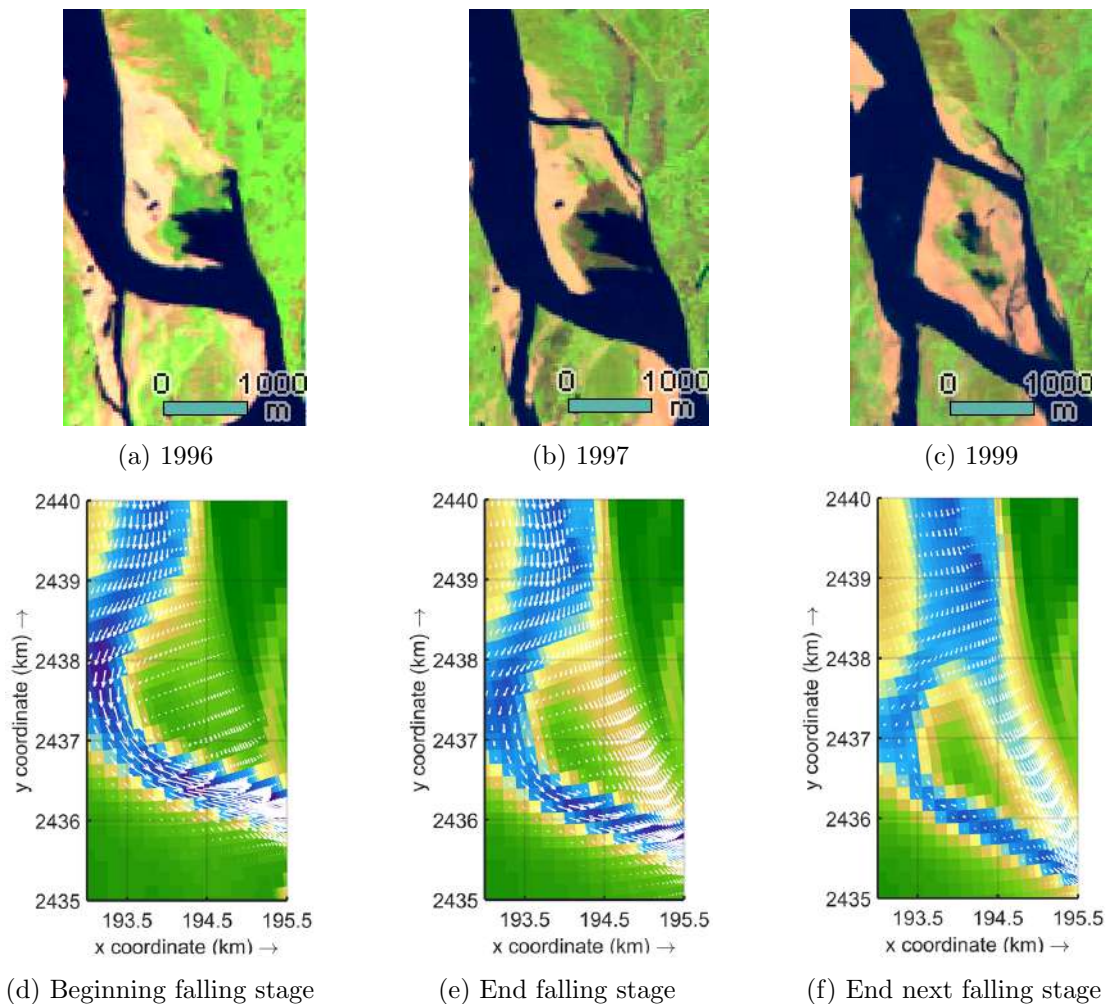 0 1000
m
0 1000
m
0 1000
m
(a) 1996
(b) 1997
(c) 1999
2440
2439
2438
2437
2436
2435
y coordinate (km) →
193.5 194.5 195.5
x coordinate (km) →
2440
2439
2438
2437
2436
2435
y coordinate (km) →
193.5 194.5 195.5
x coordinate (km) →
2440
2439
2438
2437
2436
2435
y coordinate (km) →
193.5 194.5 195.5
x coordinate (km) →
(d) Beginning falling stage
(e) End falling stage
(f) End next falling stage